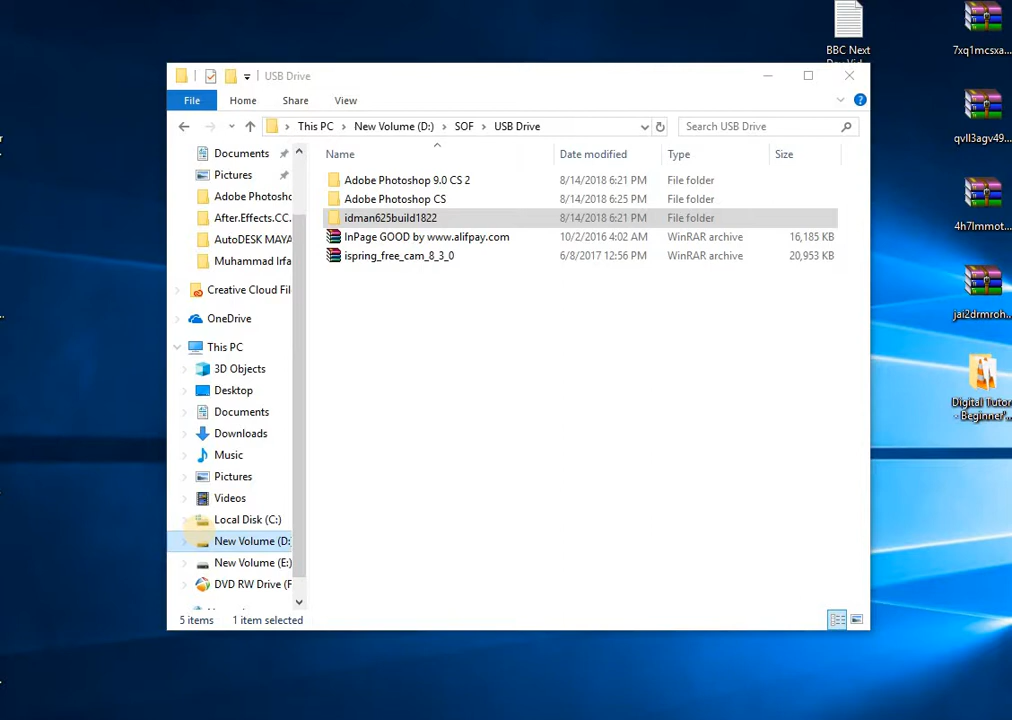 BBC Next
7xq1mcsxa...
USB Drive
File Home Share View
This PC New Volume (D:) SOF USB Drive
Search USB Drive
qvll3agv49...
Name Date modified Type Size
Documents
Pictures
Adobe Photosh
After.Effects.CC.
AutoDESK MAYA
Muhammad Irfa
Creative Cloud Fil
OneDrive
This PC
3D Objects
Desktop
Documents
Downloads
Music
Pictures
Videos
Local Disk (C:)
New Volume (D:
New Volume (E:)
DVD RW Drive (F
Adobe Photoshop 9.0 CS 2 8/14/2018 6:21 PM File folder
Adobe Photoshop CS 8/14/2018 6:25 PM File folder
idman625build1822 8/14/2018 6:21 PM File folder
InPage GOOD by www.alifpay.com 10/2/2016 4:02 AM WinRAR archive 16,185 KB
ispring_free_cam_8_3_0 6/8/2017 12:56 PM WinRAR archive 20,953 KB
4h7lmmot...
jai2drmroh...
Digital Tutor
- Beginner'...
5 items 1 item selected